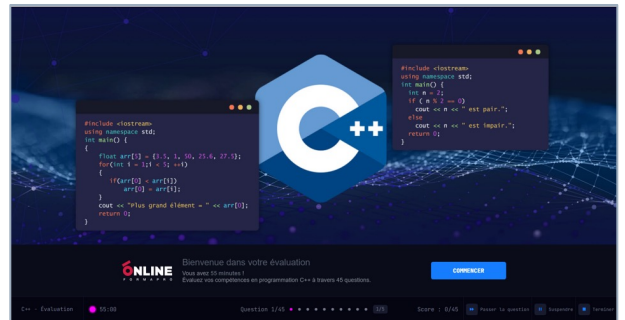 #include <iostream>
using namespace std;
int main() {
{
float arr[5] = {3.5, 1, 50, 25.6, 27.5};
for(int i = 1;i < 5; ++i)
{
if(arr[0] < arr[i])
arr[0] = arr[i];
}
cout << "Plus grand élément = " << arr[0];
return 0;
}
C++
#include <iostream>
using namespace std;
int main() {
int n = 2;
if ( n % 2 == 0)
cout << n << " est pair.";
else
cout << n << " est impair.";
return 0;
}
ONLINE
FORMAPRO
Bienvenue dans votre évaluation
Vous avez 55 minutes !
Évaluez vos compétences en programmation C++ à travers 45 questions.
COMMENCER
C++ - Évaluation
55:00
Question 1/45
1/5
Score : 0/45
Passer la question
Suspendre
Terminer